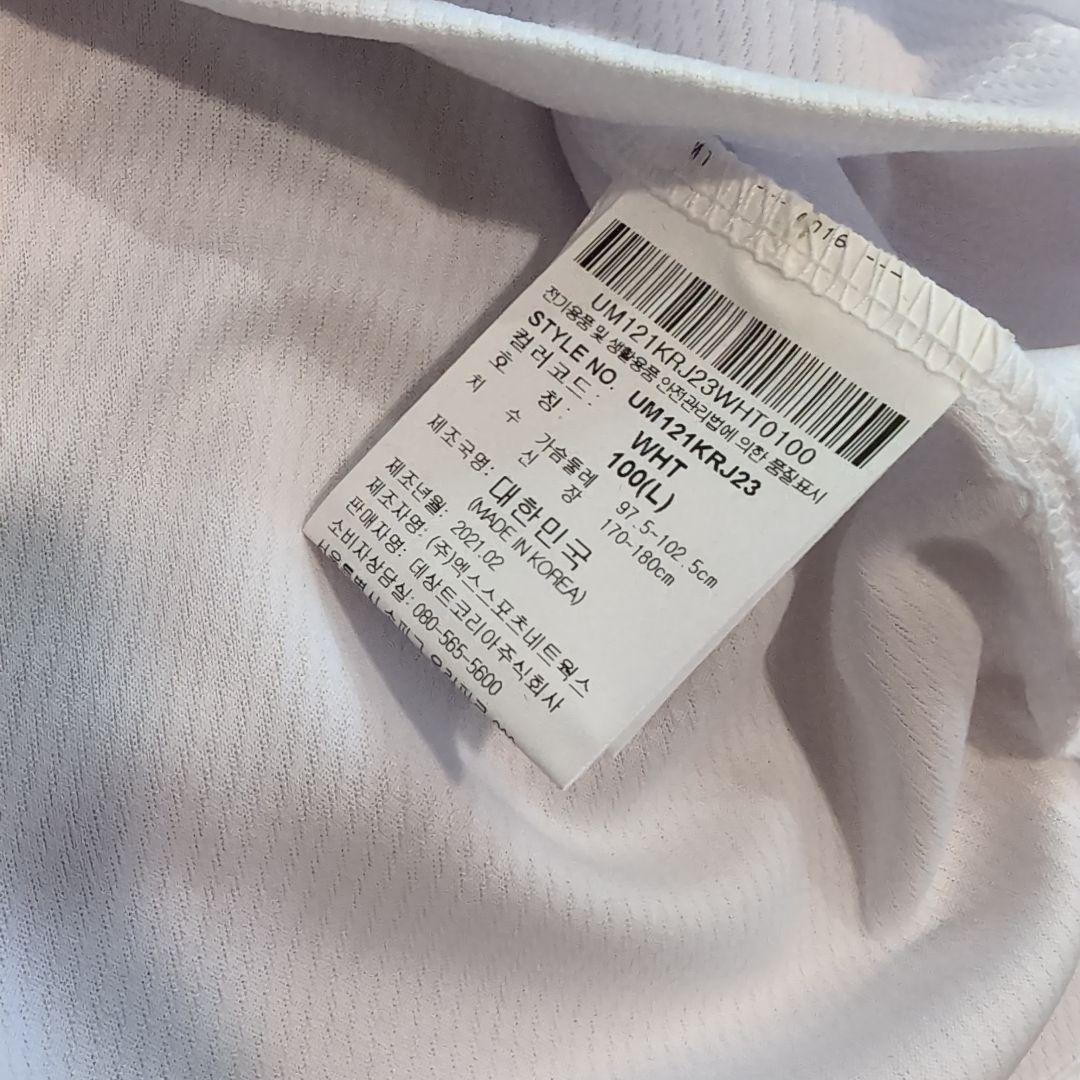 6016
UM121KRJ23WHT0100
전기용품 및 생활용품 안전관리법에 의한 품질표시
STYLE NO. UM121KRJ23
컬러코드: WHT
호 칭: 100(L)
치 수 가슴둘레 97.5-102.5cm
신 장 170-180cm
제조국명: 대한민국
(MADE IN KOREA)
제조년월: 2021.02
제조자명: (주)엑스스포츠네트웍스
판매자명: 데상트코리아주식회사
소비자상담실: 080-565-5600